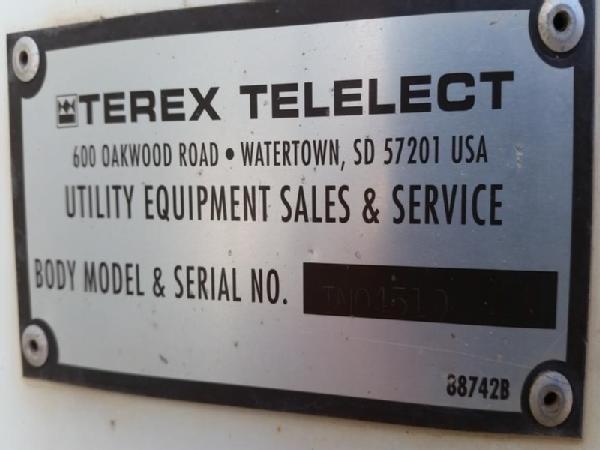 TEREX TELELECT
600 OAKWOOD ROAD • WATERTOWN, SD 57201 USA
UTILITY EQUIPMENT SALES & SERVICE
BODY MODEL & SERIAL NO.
88742B